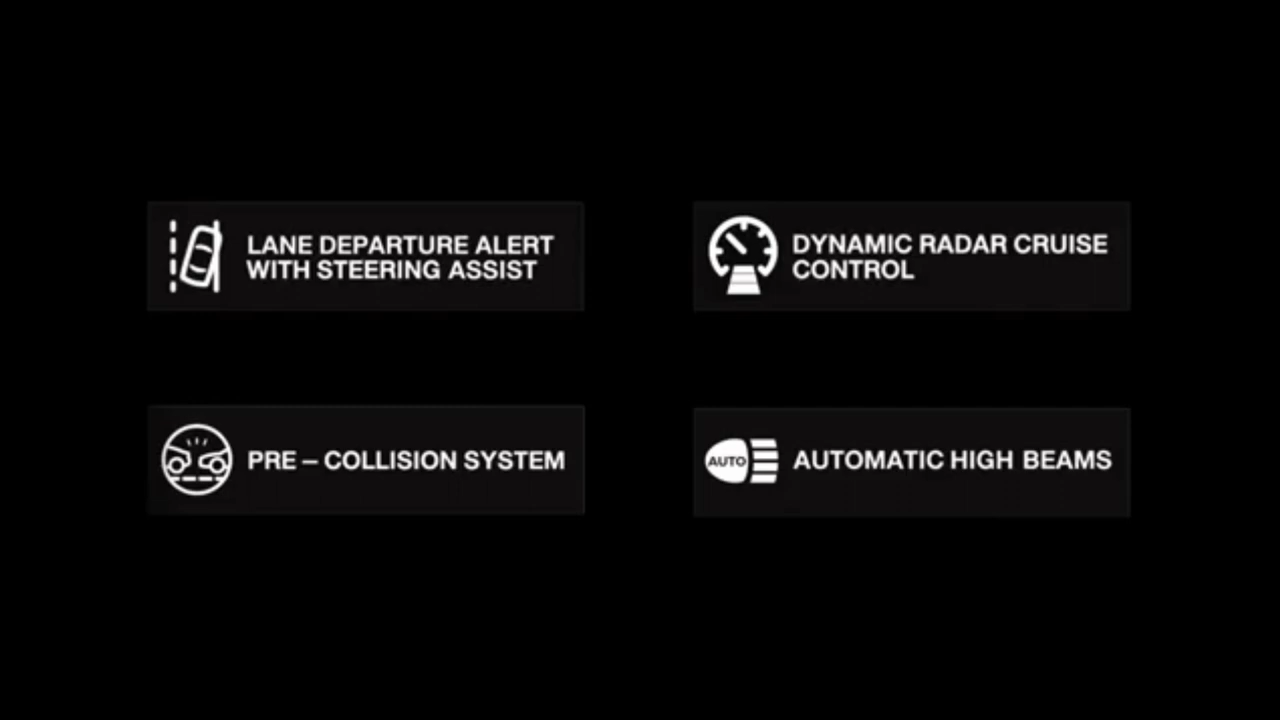 LANE DEPARTURE ALERT
WITH STEERING ASSIST
DYNAMIC RADAR CRUISE
CONTROL
PRE – COLLISION SYSTEM
AUTO
AUTOMATIC HIGH BEAMS